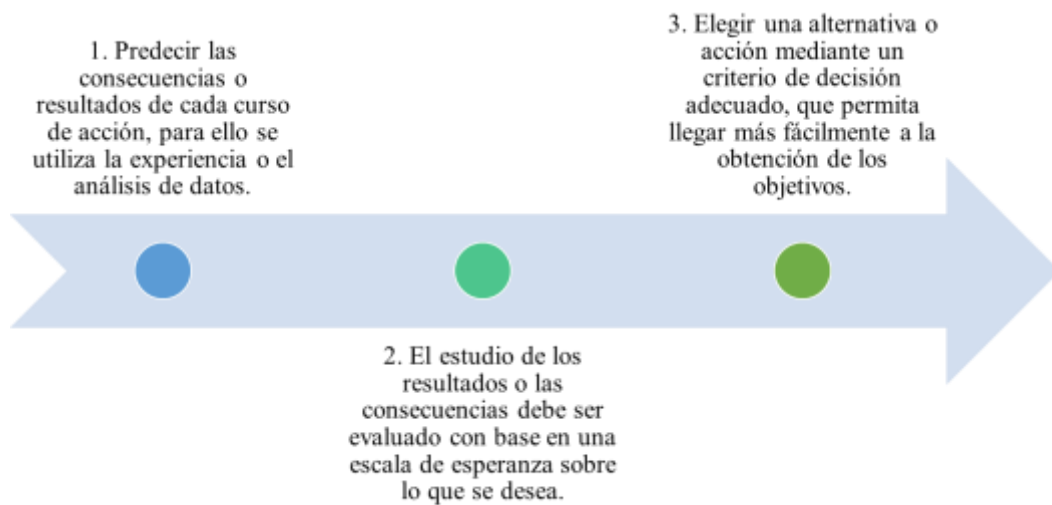 1. Predecir las
consecuencias o
resultados de cada curso
de acción, para ello se
utiliza la experiencia o el
análisis de datos.
2. El estudio de los
resultados o las
consecuencias debe ser
evaluado con base en una
escala de esperanza sobre
lo que se desea.
3. Elegir una alternativa o
acción mediante un
criterio de decisión
adecuado, que permita
llegar más fácilmente a la
obtención de los
objetivos.